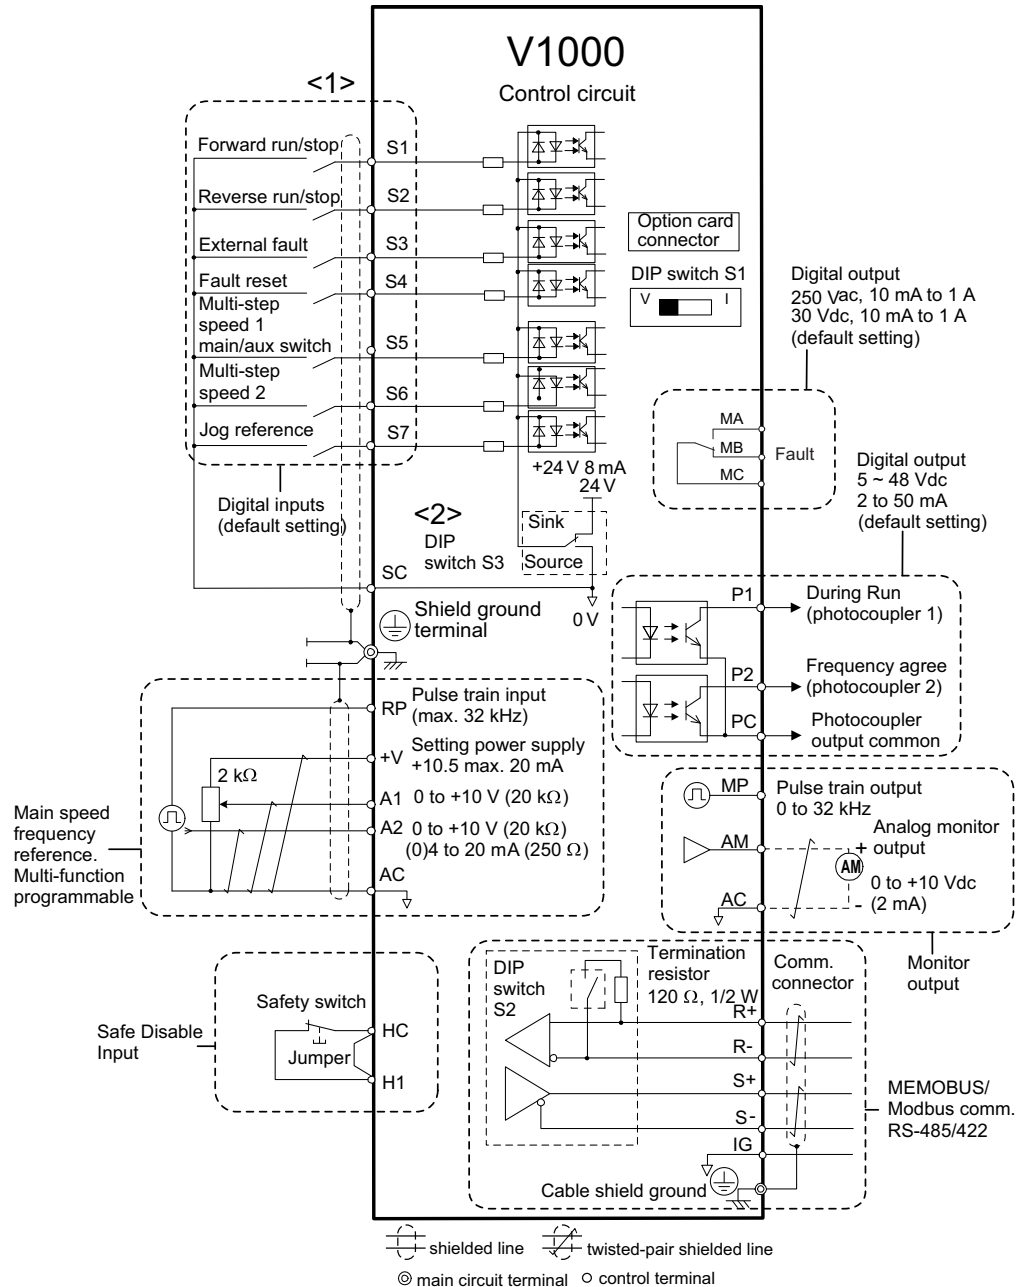 V1000
Control circuit
<1>
Forward run/stop
S1
Reverse run/stop
S2
External fault
S3
Fault reset
S4
Multi-step
speed 1
main/aux switch
S5
Multi-step
speed 2
S6
Jog reference
S7
Digital inputs
(default setting)
Option card
connector
DIP switch S1
V I
+24 V 8 mA
24 V
<2>
DIP
switch S3
Sink
Source
0 V
SC
Shield ground
terminal
Digital output
250 Vac, 10 mA to 1 A
30 Vdc, 10 mA to 1 A
(default setting)
MA
MB
MC
Fault
Digital output
5 ~ 48 Vdc
2 to 50 mA
(default setting)
P1
During Run
(photocoupler 1)
P2
Frequency agree
(photocoupler 2)
PC
Photocoupler
output common
Main speed
frequency
reference.
Multi-function
programmable
2 kΩ
RP
Pulse train input
(max. 32 kHz)
+V
Setting power supply
+10.5 max. 20 mA
A1
0 to +10 V (20 kΩ)
A2
0 to +10 V (20 kΩ)
(0)4 to 20 mA (250 Ω)
AC
MP
Pulse train output
0 to 32 kHz
AM
Analog monitor
+ output
AM
0 to +10 Vdc
- (2 mA)
AC
Monitor
output
Safe Disable
Input
Safety switch
Jumper
HC
H1
DIP
switch
S2
Termination
resistor
120 Ω, 1/2 W
Comm.
connector
R+
R-
S+
S-
IG
Cable shield ground
MEMOBUS/
Modbus comm.
RS-485/422
shielded line
twisted-pair shielded line
main circuit terminal
control terminal